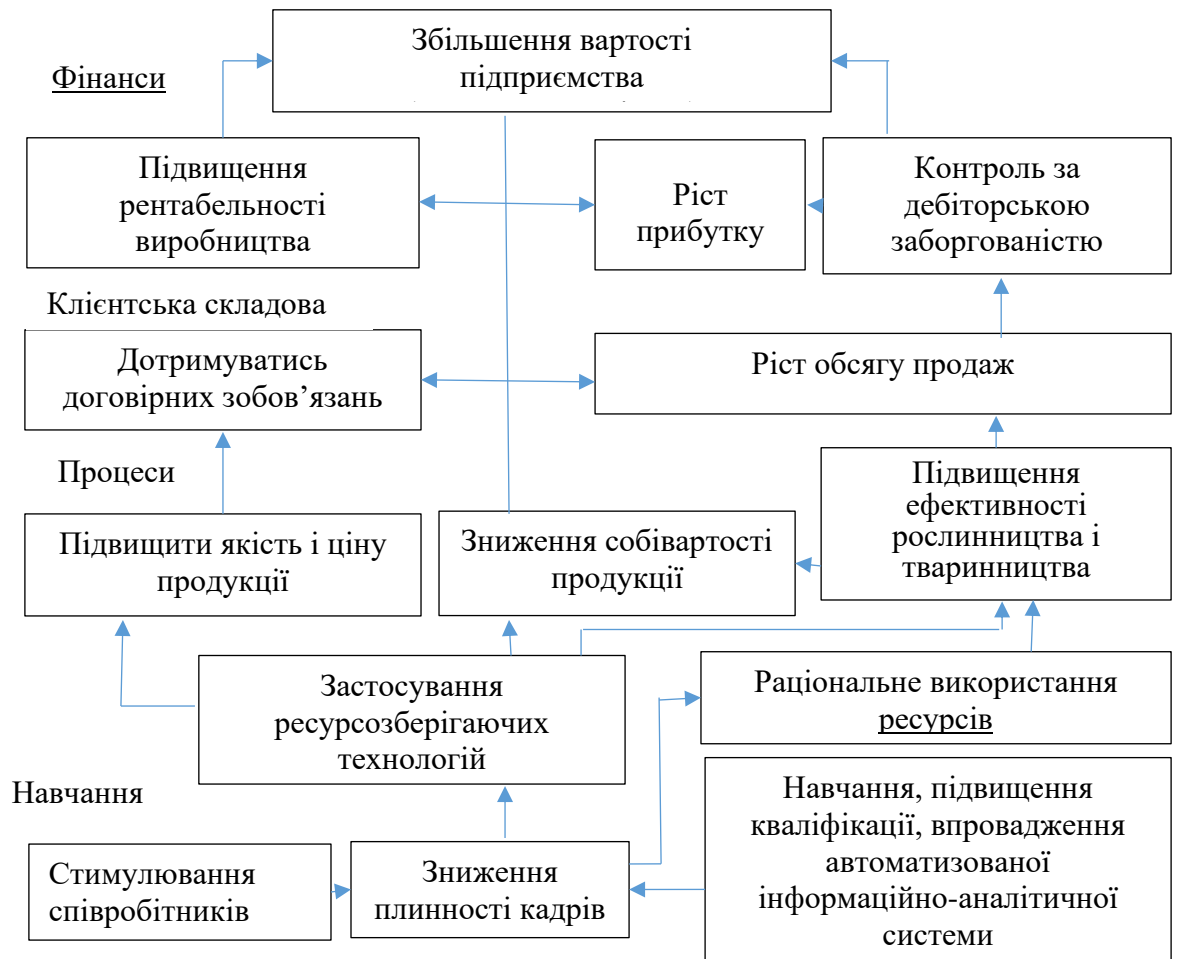 Збільшення вартості
підприємства
Фінанси
Підвищення
рентабельності
виробництва
Ріст
прибутку
Контроль за
дебіторською
заборгованістю
Клієнтська складова
Дотримуватись
договірних зобов’язань
Ріст обсягу продаж
Процеси
Підвищити якість і ціну
продукції
Зниження собівартості
продукції
Підвищення
ефективності
рослинництва і
тваринництва
Застосування
ресурсозберігаючих
технологій
Раціональне використання
ресурсів
Навчання
Стимулювання
співробітників
Зниження
плинності кадрів
Навчання, підвищення
кваліфікації, впровадження
автоматизованої
інформаційно-аналітичної
системи